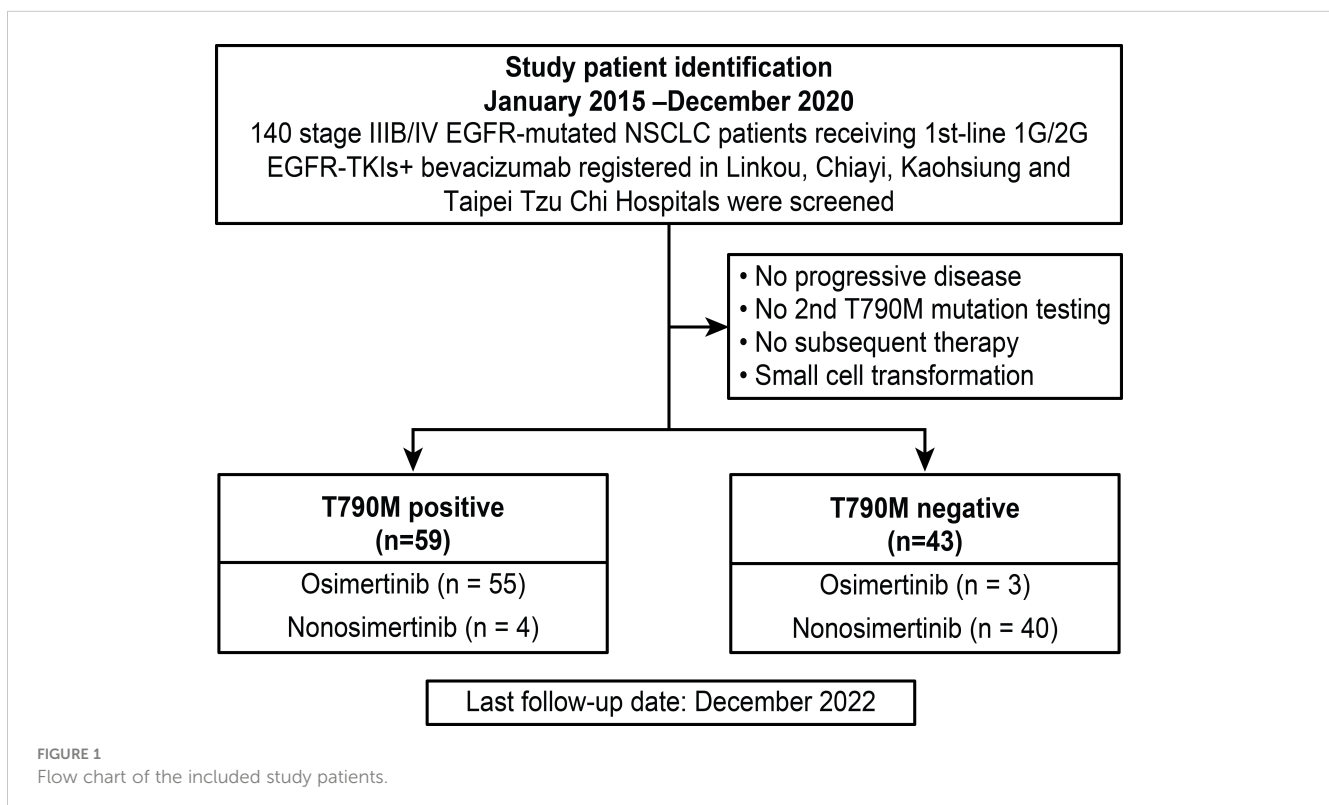 Study patient identification
January 2015 –December 2020
140 stage IIIB/IV EGFR-mutated NSCLC patients receiving 1st-line 1G/2G
EGFR-TKIs+ bevacizumab registered in Linkou, Chiayi, Kaohsiung and
Taipei Tzu Chi Hospitals were screened
• No progressive disease
• No 2nd T790M mutation testing
• No subsequent therapy
• Small cell transformation
T790M positive
(n=59)
Osimertinib (n = 55)
Nonosimertinib (n = 4)
T790M negative
(n=43)
Osimertinib (n = 3)
Nonosimertinib (n = 40)
Last follow-up date: December 2022
FIGURE 1
Flow chart of the included study patients.